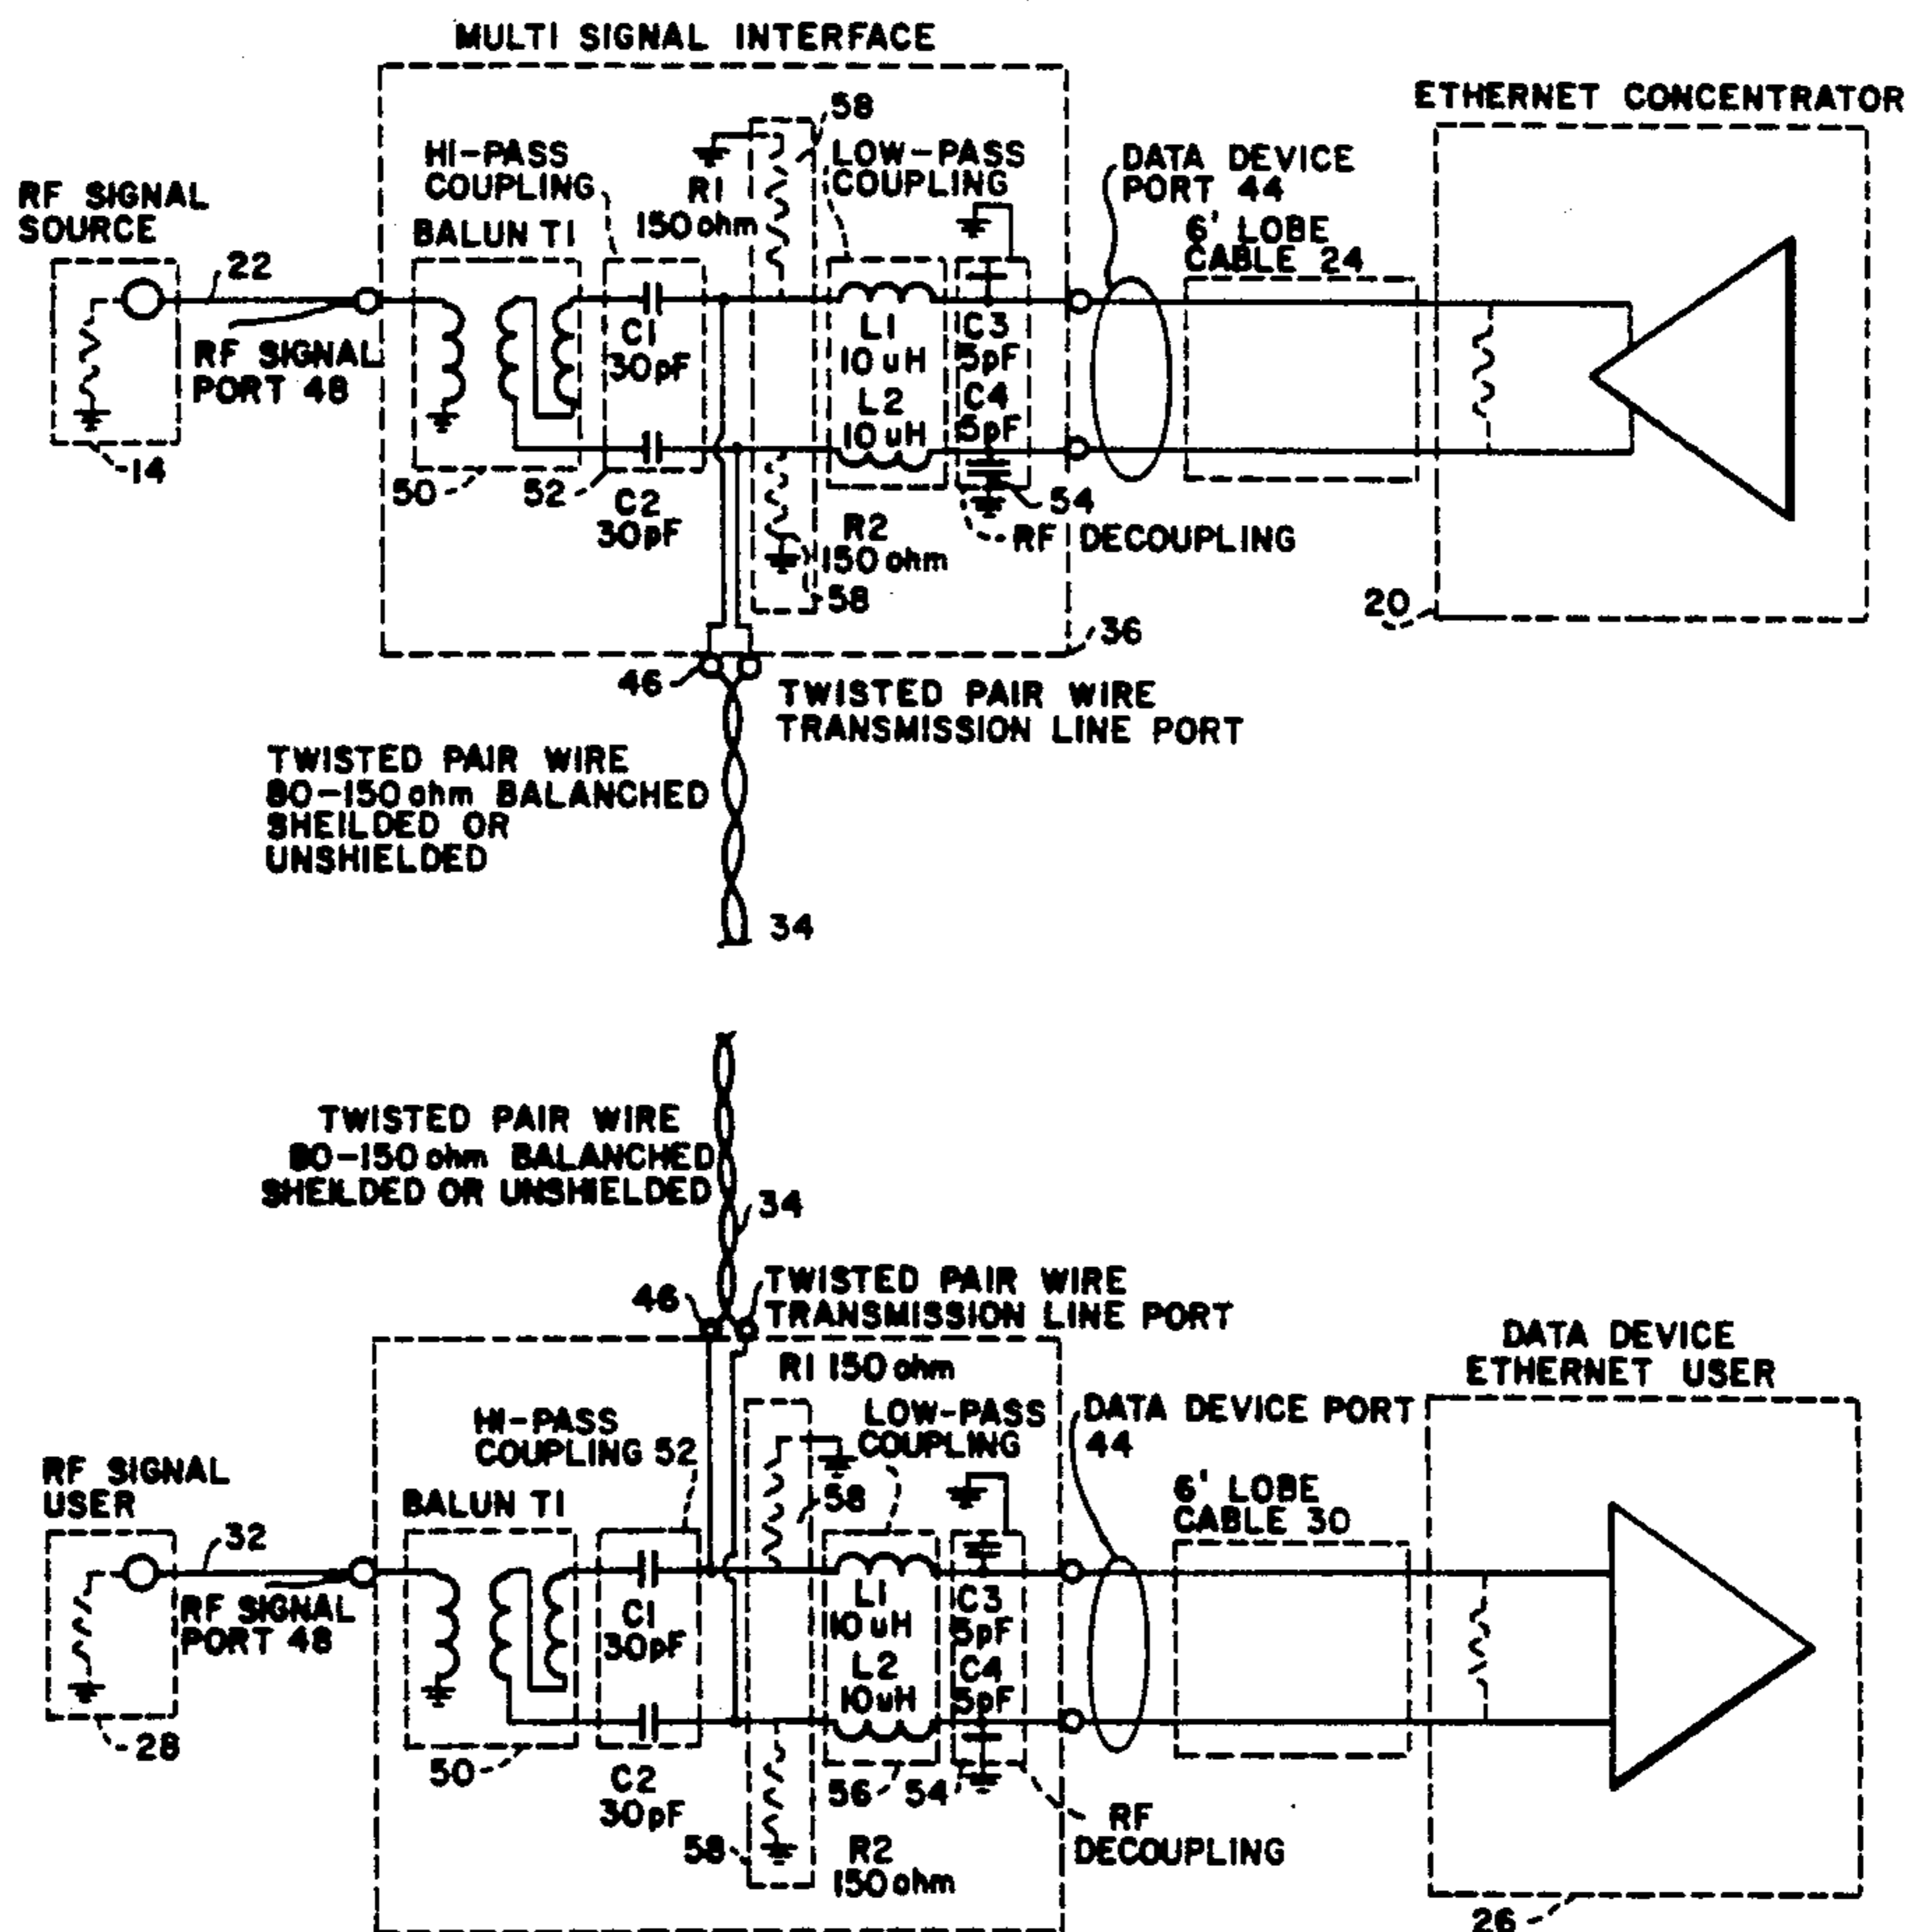 MULTI SIGNAL INTERFACE
ETHERNET CONCENTRATOR
58
HI-PASS
COUPLING
R1
150 ohm
LOW-PASS
COUPLING
DATA DEVICE
PORT 44
RF SIGNAL
SOURCE
22
BALUN T1
6' LOBE
CABLE 24
C1
30pF
L1
10 uH
L2
10 uH
C3
5pF
C4
5pF
RF SIGNAL
PORT 48
14
50
52
C2
30pF
R2
150 ohm
58
54
RF DECOUPLING
20
36
46
TWISTED PAIR WIRE
TRANSMISSION LINE PORT
TWISTED PAIR WIRE
80-150 ohm BALANCHED
SHEILDED OR
UNSHIELDED
34
TWISTED PAIR WIRE
80-150 ohm BALANCHED
SHEILDED OR UNSHIELDED
34
46
TWISTED PAIR WIRE
TRANSMISSION LINE PORT
R1 150 ohm
DATA DEVICE
ETHERNET USER
HI-PASS
COUPLING 52
LOW-PASS
COUPLING
DATA DEVICE PORT
44
RF SIGNAL
USER
32
BALUN T1
58
6' LOBE
CABLE 30
RF SIGNAL
PORT 48
C1
30pF
L1
10 uH
L2
10 uH
C3
5pF
C4
5pF
28
50
C2
30pF
58
56
54
R2
150 ohm
RF
DECOUPLING
26